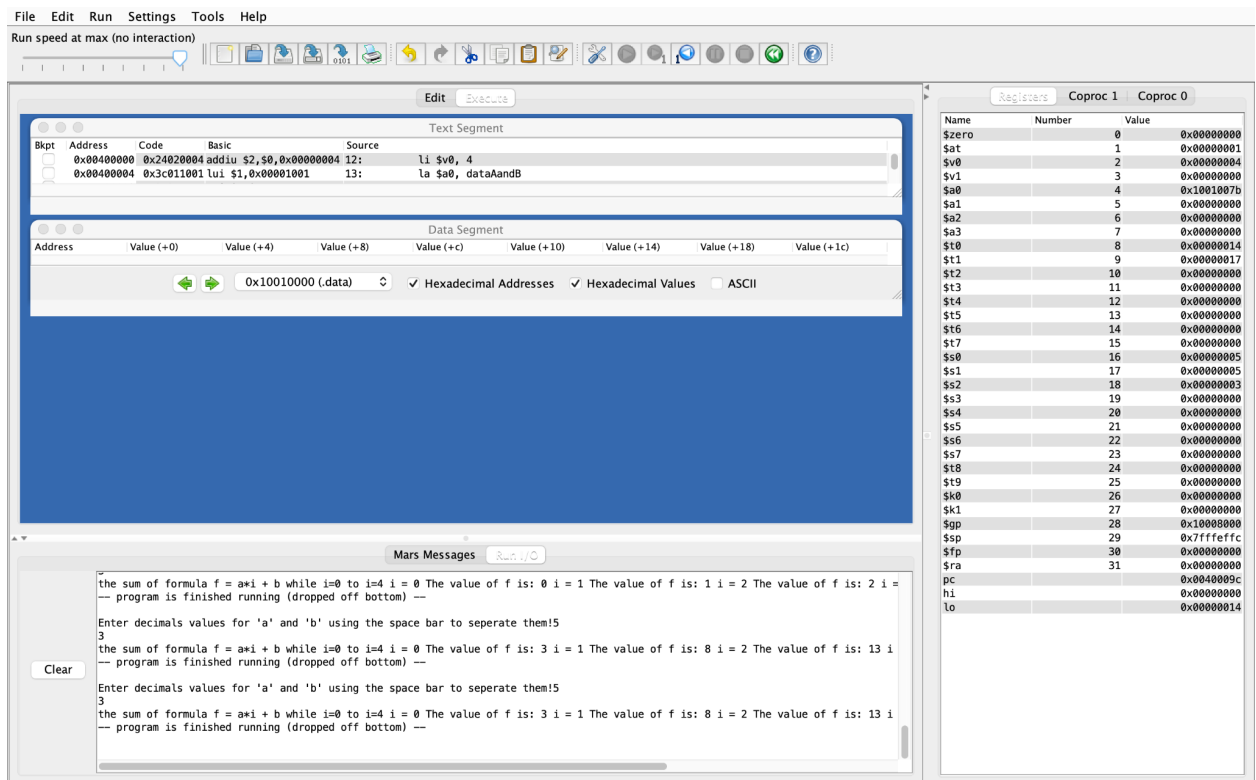 File Edit Run Settings Tools Help
Run speed at max (no interaction)
Edit Execute
Text Segment
Bkpt Address Code Basic Source
0x00400000 0x24020004 addiu $2,$0,0x00000004 12: li $v0, 4
0x00400004 0x3c011001 lui $1,0x00001001 13: la $a0, dataAandB
Data Segment
Address Value (+0) Value (+4) Value (+8) Value (+c) Value (+10) Value (+14) Value (+18) Value (+1c)
0x10010000 (.data) Hexadecimal Addresses Hexadecimal Values ASCII
Mars Messages Run I/O
the sum of formula f = a*i + b while i=0 to i=4 i = 0 The value of f is: 0 i = 1 The value of f is: 1 i = 2 The value of f is: 2 i =
-- program is finished running (dropped off bottom) --
Enter decimals values for 'a' and 'b' using the space bar to seperate them!5
3
the sum of formula f = a*i + b while i=0 to i=4 i = 0 The value of f is: 3 i = 1 The value of f is: 8 i = 2 The value of f is: 13 i
-- program is finished running (dropped off bottom) --
Enter decimals values for 'a' and 'b' using the space bar to seperate them!5
3
the sum of formula f = a*i + b while i=0 to i=4 i = 0 The value of f is: 3 i = 1 The value of f is: 8 i = 2 The value of f is: 13 i
-- program is finished running (dropped off bottom) --
Clear
Registers Coproc 1 Coproc 0
Name Number Value
$zero 0 0x00000000
$at 1 0x00000001
$v0 2 0x00000004
$v1 3 0x00000000
$a0 4 0x1001007b
$a1 5 0x00000000
$a2 6 0x00000000
$a3 7 0x00000000
$t0 8 0x00000014
$t1 9 0x00000017
$t2 10 0x00000000
$t3 11 0x00000000
$t4 12 0x00000000
$t5 13 0x00000000
$t6 14 0x00000000
$t7 15 0x00000000
$s0 16 0x00000005
$s1 17 0x00000005
$s2 18 0x00000003
$s3 19 0x00000000
$s4 20 0x00000000
$s5 21 0x00000000
$s6 22 0x00000000
$s7 23 0x00000000
$t8 24 0x00000000
$t9 25 0x00000000
$k0 26 0x00000000
$k1 27 0x00000000
$gp 28 0x10008000
$sp 29 0x7fffeffc
$fp 30 0x00000000
$ra 31 0x00000000
pc 0x0040009c
hi 0x00000000
lo 0x00000014